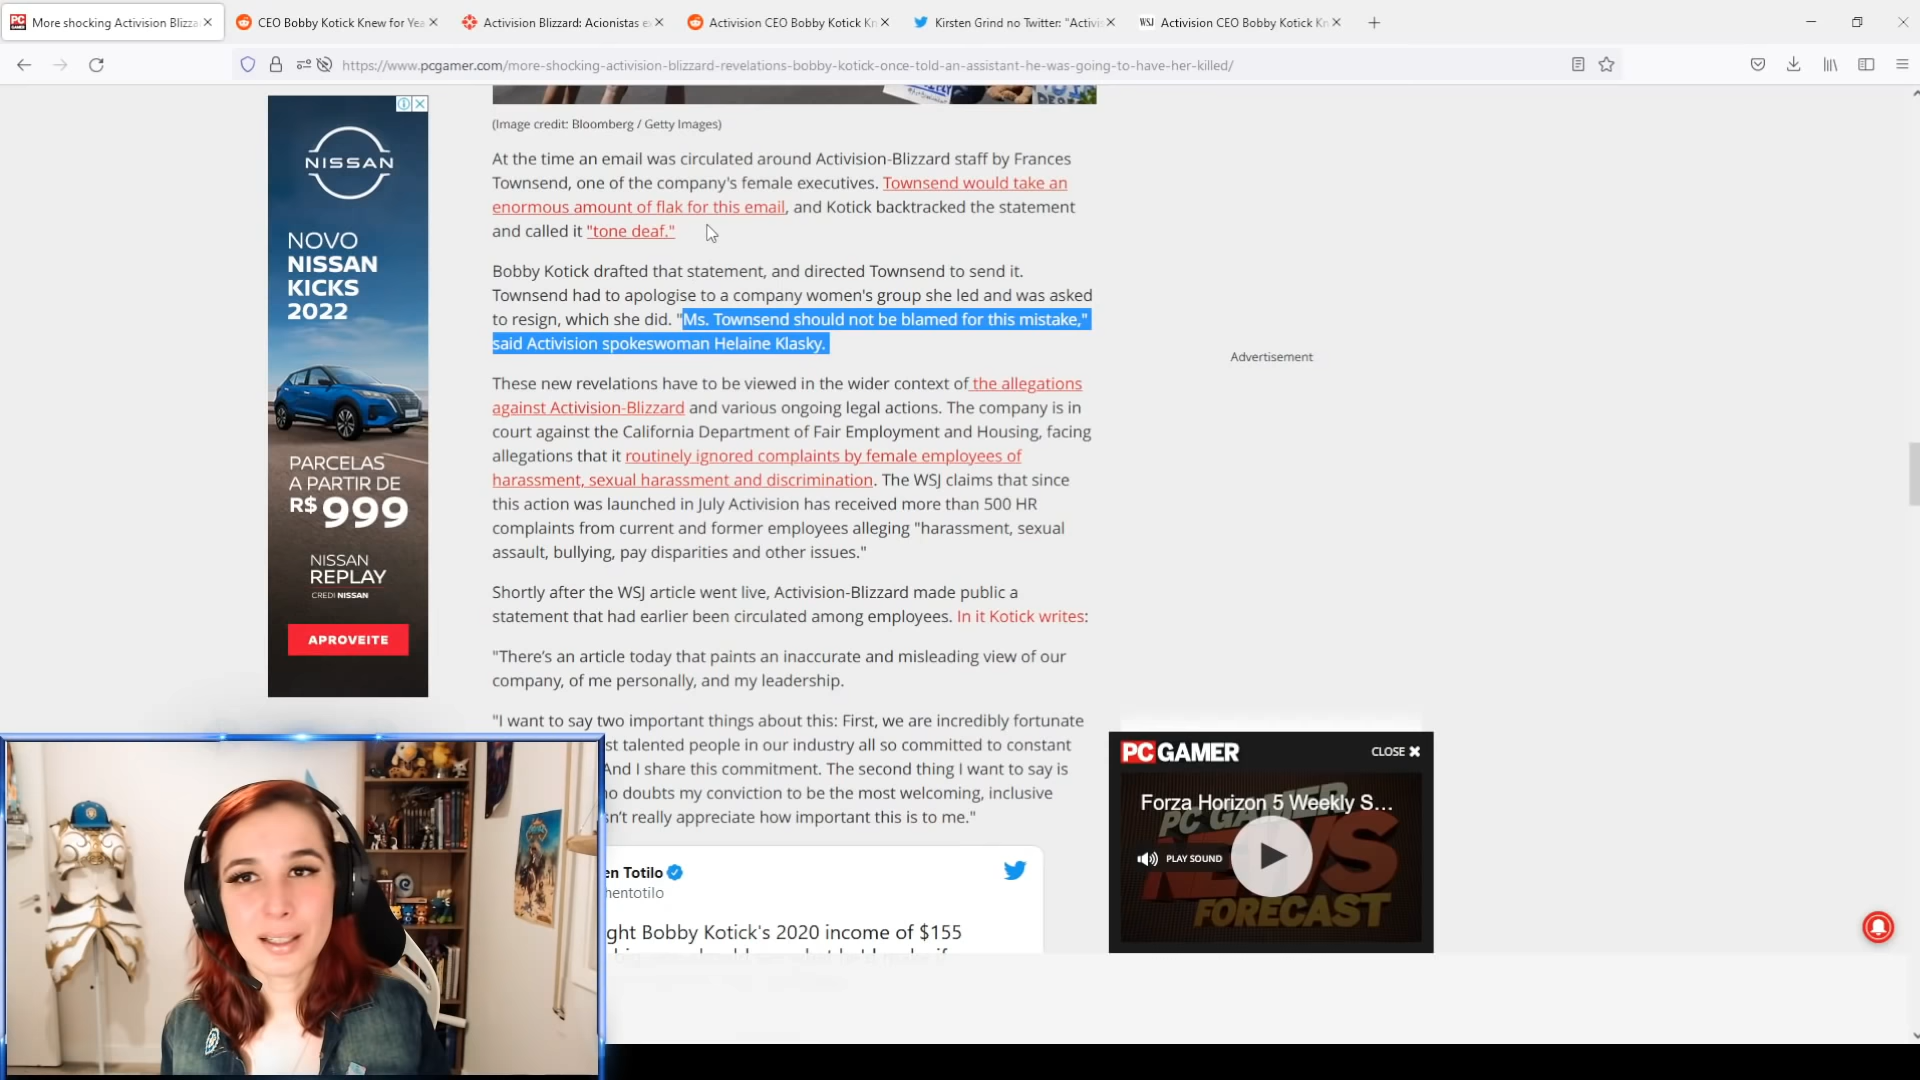 More shocking Activision Blizza
CEO Bobby Kotick Knew for Yea
Activision Blizzard: Acionistas e
Activision CEO Bobby Kotick Kn
Kirsten Grind no Twitter: "Activis
WSJ
Activision CEO Bobby Kotick Kn
https://www.pcgamer.com/more-shocking-activision-blizzard-revelations-bobby-kotick-once-told-an-assistant-he-was-going-to-have-her-killed/
(Image credit: Bloomberg / Getty Images)
At the time an email was circulated around Activision-Blizzard staff by Frances
Townsend, one of the company's female executives. Townsend would take an
enormous amount of flak for this email, and Kotick backtracked the statement
and called it "tone deaf."
Bobby Kotick drafted that statement, and directed Townsend to send it.
Townsend had to apologise to a company women's group she led and was asked
to resign, which she did. "Ms. Townsend should not be blamed for this mistake,"
said Activision spokeswoman Helaine Klasky.
These new revelations have to be viewed in the wider context of the allegations
against Activision-Blizzard and various ongoing legal actions. The company is in
court against the California Department of Fair Employment and Housing, facing
allegations that it routinely ignored complaints by female employees of
harassment, sexual harassment and discrimination. The WSJ claims that since
this action was launched in July Activision has received more than 500 HR
complaints from current and former employees alleging "harassment, sexual
assault, bullying, pay disparities and other issues."
Shortly after the WSJ article went live, Activision-Blizzard made public a
statement that had earlier been circulated among employees. In it Kotick writes:
"There's an article today that paints an inaccurate and misleading view of our
company, of me personally, and my leadership.
"I want to say two important things about this: First, we are incredibly fortunate
st talented people in our industry all so committed to constant
And I share this commitment. The second thing I want to say is
o doubts my conviction to be the most welcoming, inclusive
n't really appreciate how important this is to me."
en Totilo
hentotilo
ght Bobby Kotick's 2020 income of $155
NISSAN
NOVO
NISSAN
KICKS
2022
PARCELAS
A PARTIR DE
R$ 999
NISSAN
REPLAY
CREDI NISSAN
APROVEITE
Advertisement
PC GAMER
CLOSE ✖
Forza Horizon 5 Weekly S...
PC GAMER
NEWS
FORECAST
PLAY SOUND